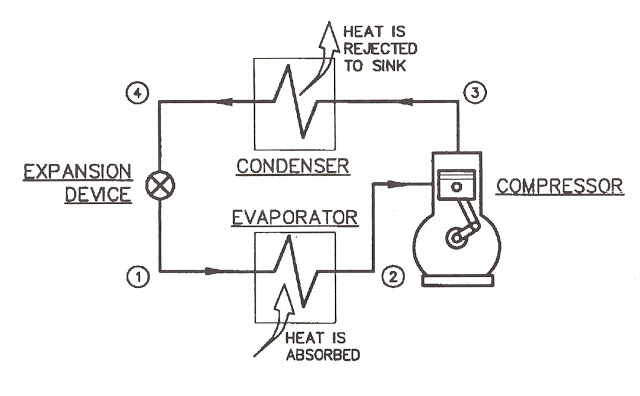 HEAT IS
REJECTED
TO SINK
4
3
CONDENSER
EXPANSION
DEVICE
COMPRESSOR
EVAPORATOR
1
2
HEAT IS
ABSORBED